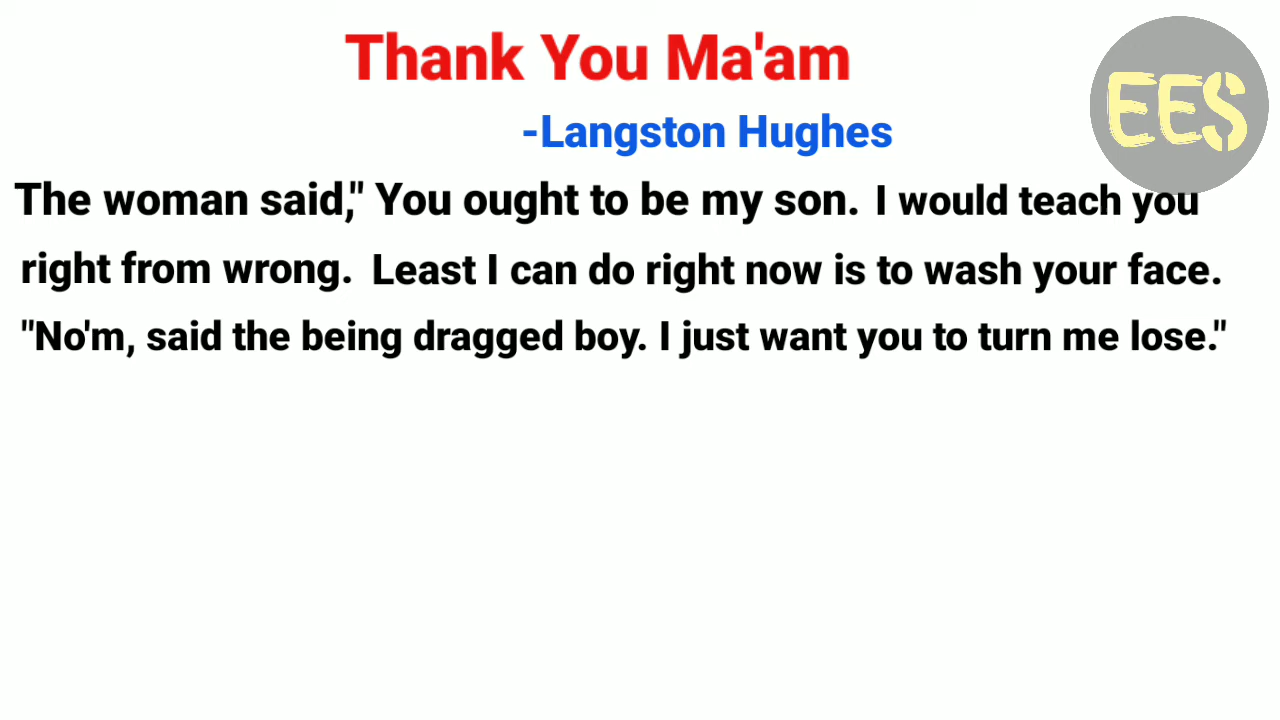 Thank You Ma'am
-Langston Hughes
EES
The woman said," You ought to be my son. I would teach you
right from wrong. Least I can do right now is to wash your face.
"No'm, said the being dragged boy. I just want you to turn me lose."